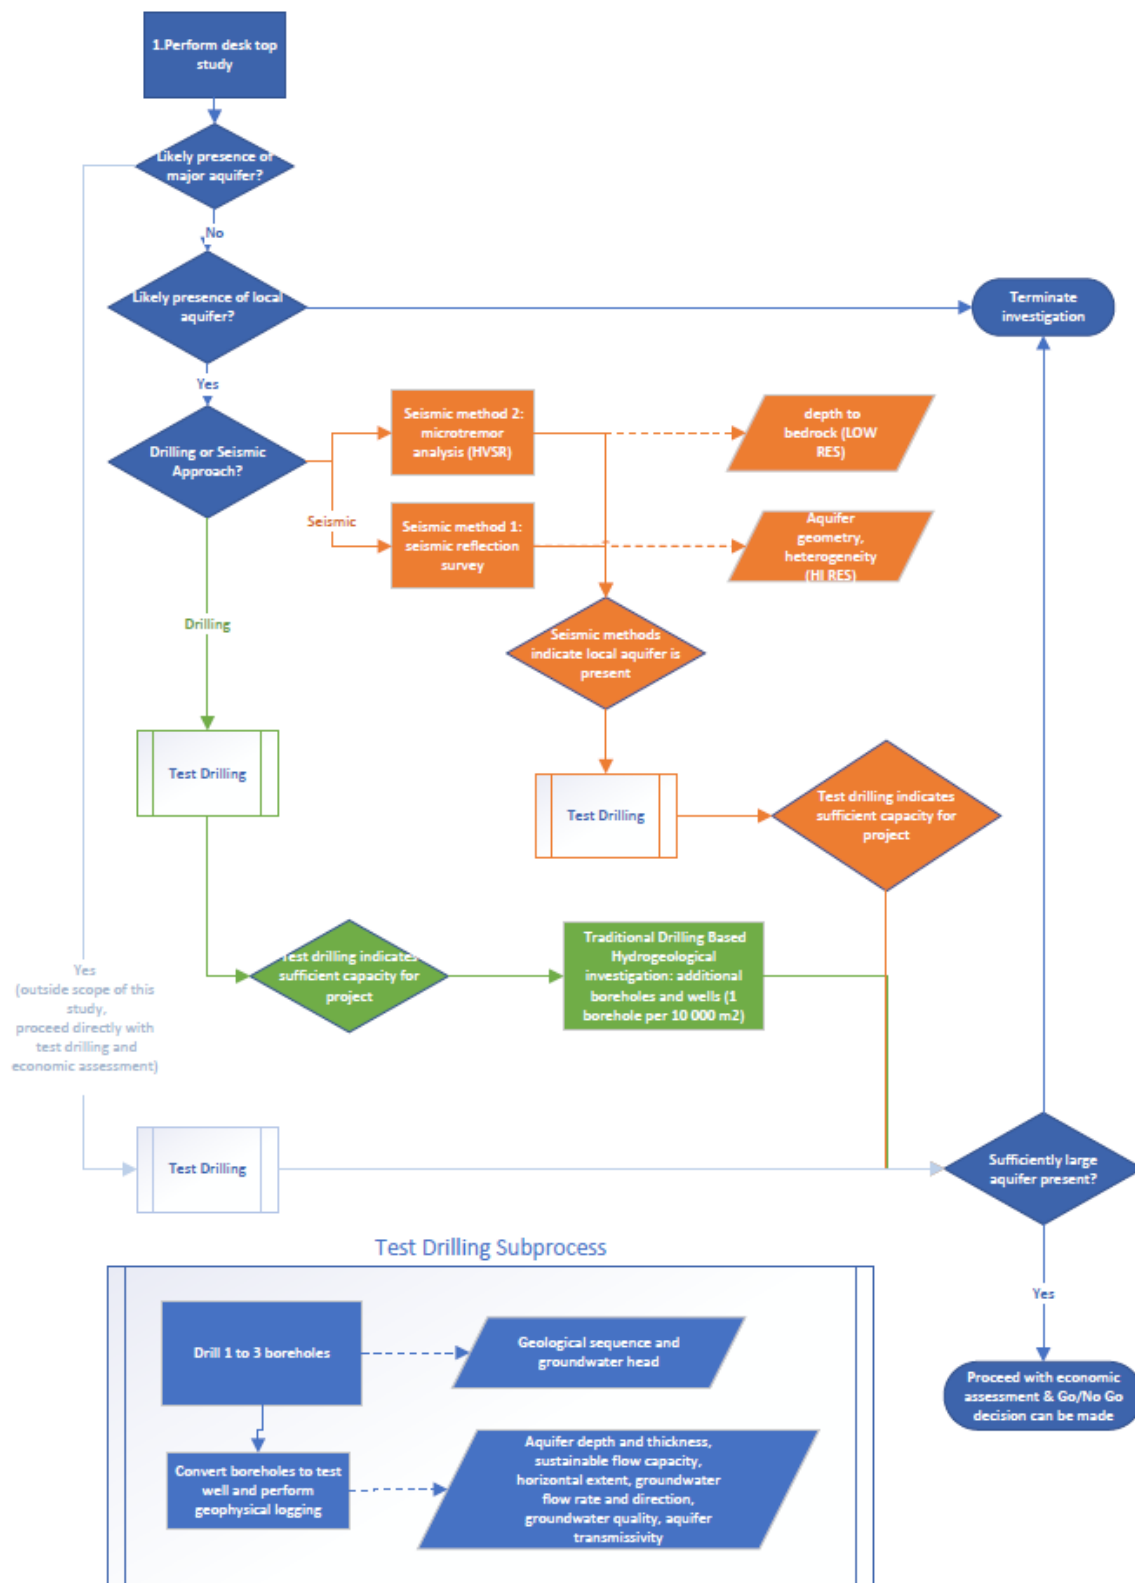 1.Perform desk top
study
Likely presence of
major aquifer?
No
Likely presence of local
aquifer?
Terminate
investigation
Yes
Drilling or Seismic
Approach?
Seismic method 2:
microtremor
analysis (HVSR)
depth to
bedrock (LOW
RES)
Seismic
Seismic method 1:
seismic reflection
survey
Aquifer
geometry,
heterogeneity
(HI RES)
Drilling
Seismic methods
indicate local aquifer is
present
Test Drilling
Test Drilling
Test drilling indicates
sufficient capacity for
project
Test drilling indicates
sufficient capacity for
project
Traditional Drilling Based
Hydrogeological
investigation: additional
boreholes and wells (1
borehole per 10 000 m2)
Yes
(outside scope of this
study,
proceed directly with
test drilling and
economic assessment)
Test Drilling
Sufficiently large
aquifer present?
Yes
Proceed with economic
assessment & Go/No Go
decision can be made
Test Drilling Subprocess
Drill 1 to 3 boreholes
Geological sequence and
groundwater head
Convert boreholes to test
well and perform
geophysical logging
Aquifer depth and thickness,
sustainable flow capacity,
horizontal extent, groundwater
flow rate and direction,
groundwater quality, aquifer
transmissivity